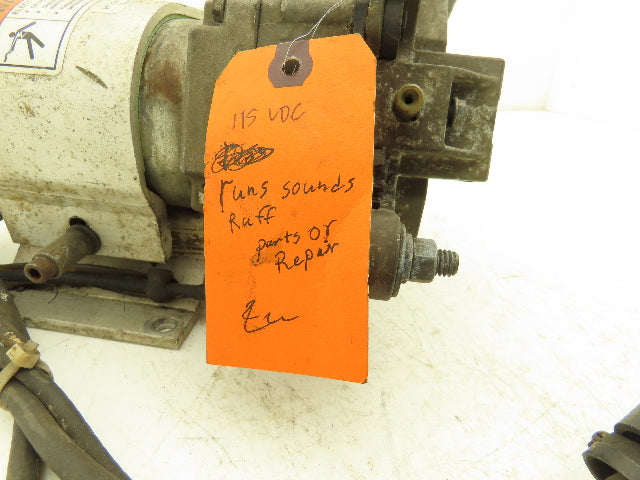 115 VDC
runs sounds
Ruff
parts or
Repair